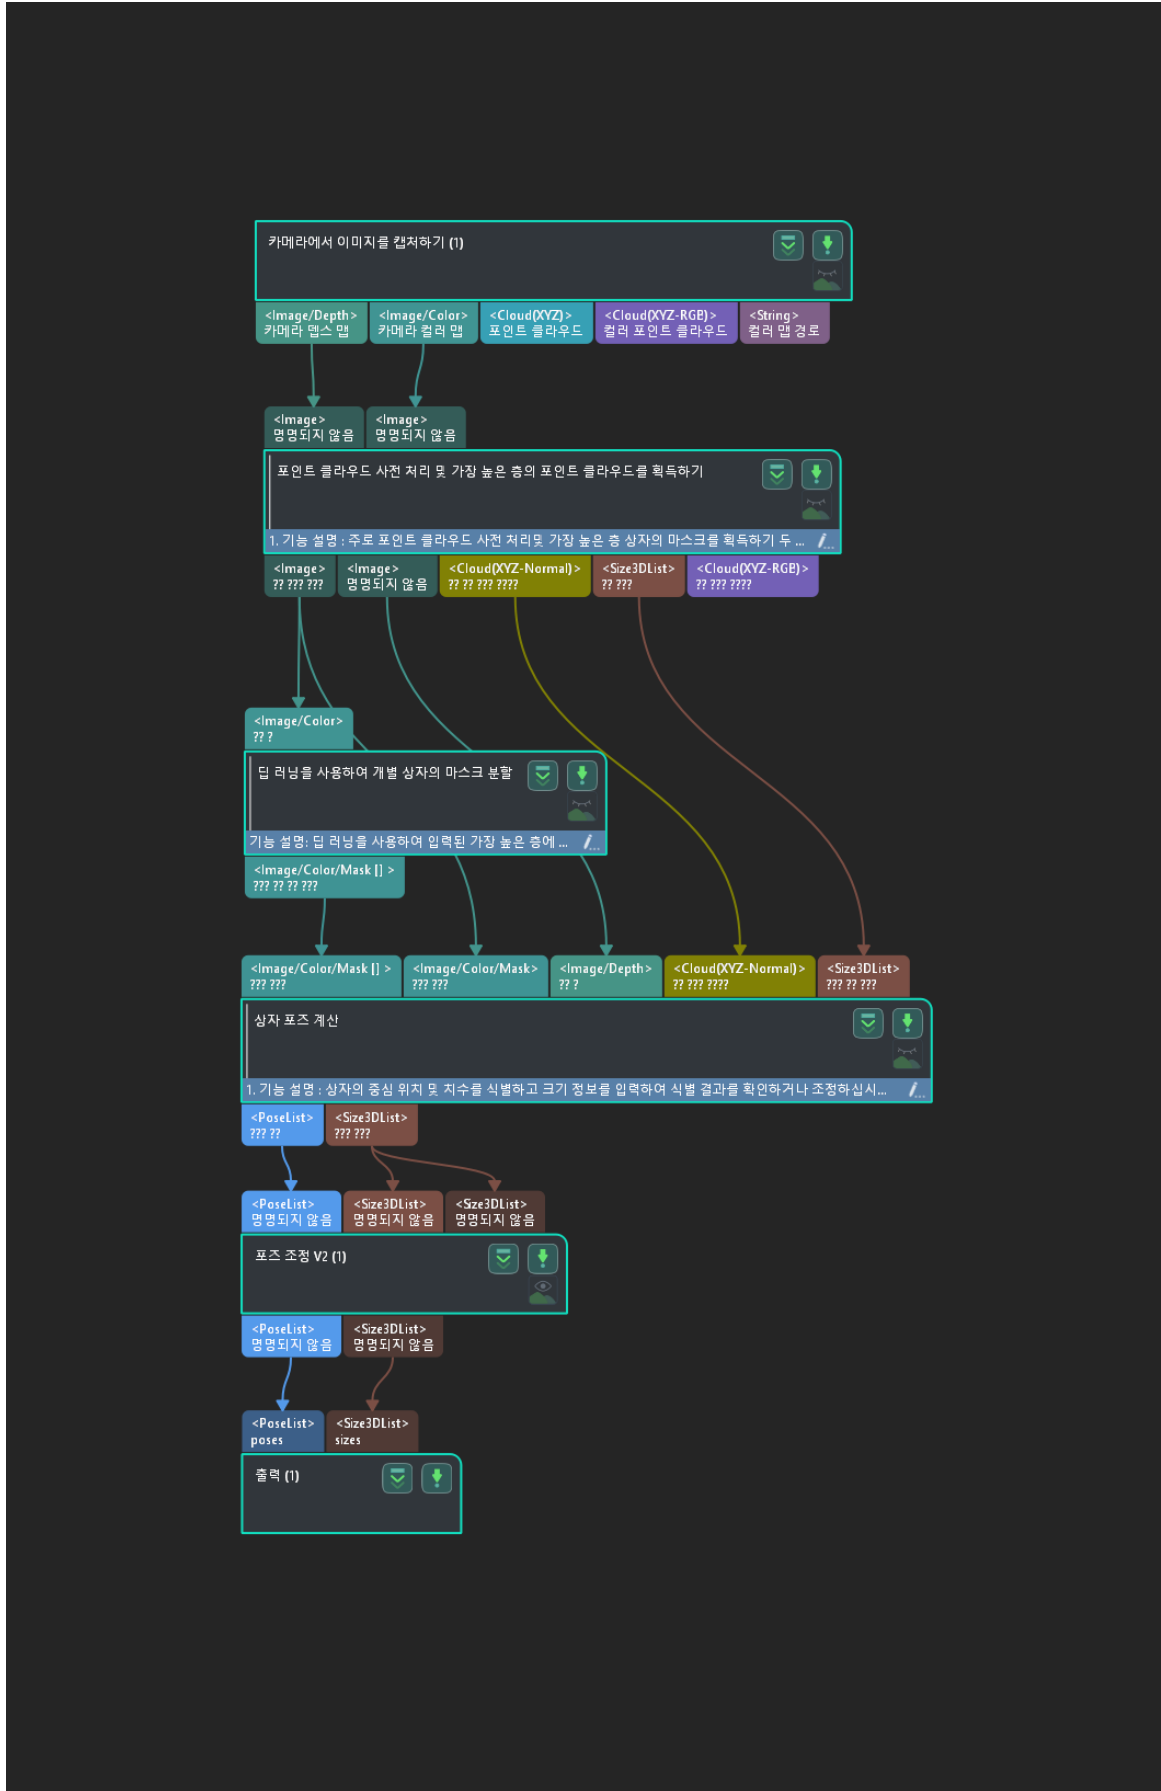 카메라에서 이미지를 캡처하기 (1)
<Image/Depth> <Image/Color> <Cloud(XYZ)> <Cloud(XYZ-RGB)> <String>
카메라 뎁스 맵 카메라 컬러 맵 포인트 클라우드 컬러 포인트 클라우드 컬러 맵 경로
<Image> <Image>
명명되지 않음 명명되지 않음
포인트 클라우드 사전 처리 및 가장 높은 층의 포인트 클라우드를 획득하기
1. 기능 설명 : 주로 포인트 클라우드 사전 처리및 가장 높은 층 상자의 마스크를 획득하기 두 ...
<Image> <Image> <Cloud(XYZ-Normal)> <Size3DList> <Cloud(XYZ-RGB)>
?? ??? ??? 명명되지 않음 ?? ?? ??? ???? ?? ??? ?? ??? ????
<Image/Color>
?? ?
딥 러닝을 사용하여 개별 상자의 마스크 분할
기능 설명: 딥 러닝을 사용하여 입력된 가장 높은 층에 ...
<Image/Color/Mask [] >
??? ?? ?? ???
<Image/Color/Mask [] > <Image/Color/Mask> <Image/Depth> <Cloud(XYZ-Normal)> <Size3DList>
??? ??? ??? ??? ?? ? ?? ??? ???? ??? ?? ???
상자 포즈 계산
1. 기능 설명 : 상자의 중심 위치 및 치수를 식별하고 크기 정보를 입력하여 식별 결과를 확인하거나 조정하십시...
<PoseList> <Size3DList>
??? ?? ??? ???
<PoseList> <Size3DList> <Size3DList>
명명되지 않음 명명되지 않음 명명되지 않음
포즈 조정 V2 (1)
<PoseList> <Size3DList>
명명되지 않음 명명되지 않음
<PoseList> <Size3DList>
poses sizes
출력 (1)